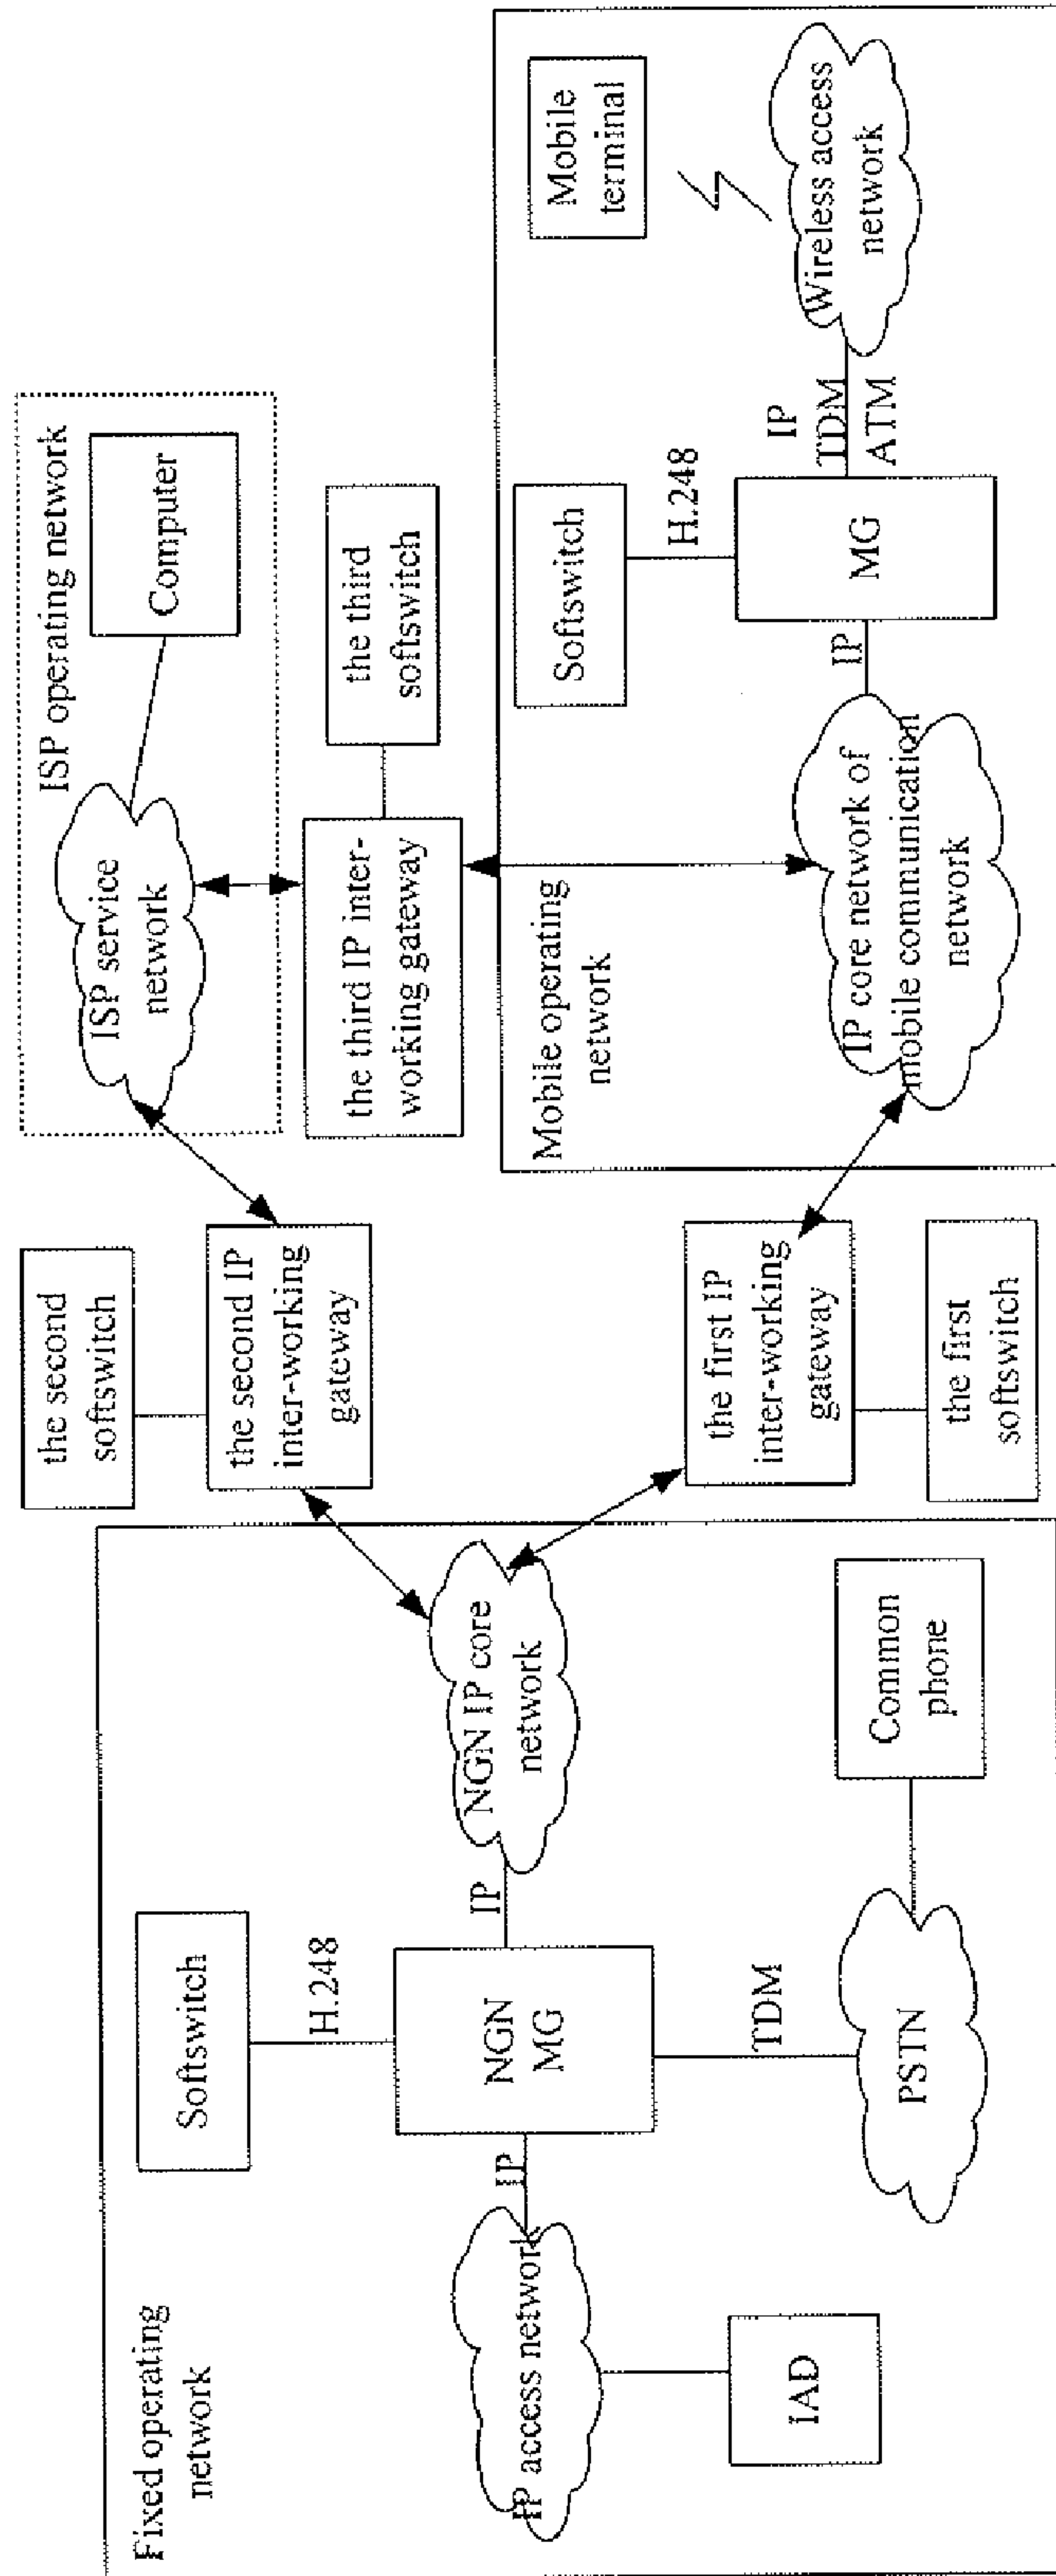 Fixed operating
network
Softswitch
H.248
NGN
MG
IP
IP access network
IAD
TDM
PSTN
Common
phone
IP
NGN IP core
network
the second
softswitch
the second IP
inter-working
gateway
the first IP
inter-working
gateway
the first
softswitch
ISP operating network
ISP service
network
Computer
the third IP inter-
working gateway
the third
softswitch
Mobile operating
network
IP core network of
mobile communication
network
IP
MG
H.248
Softswitch
IP
TDM
ATM
Wireless access
network
Mobile
terminal